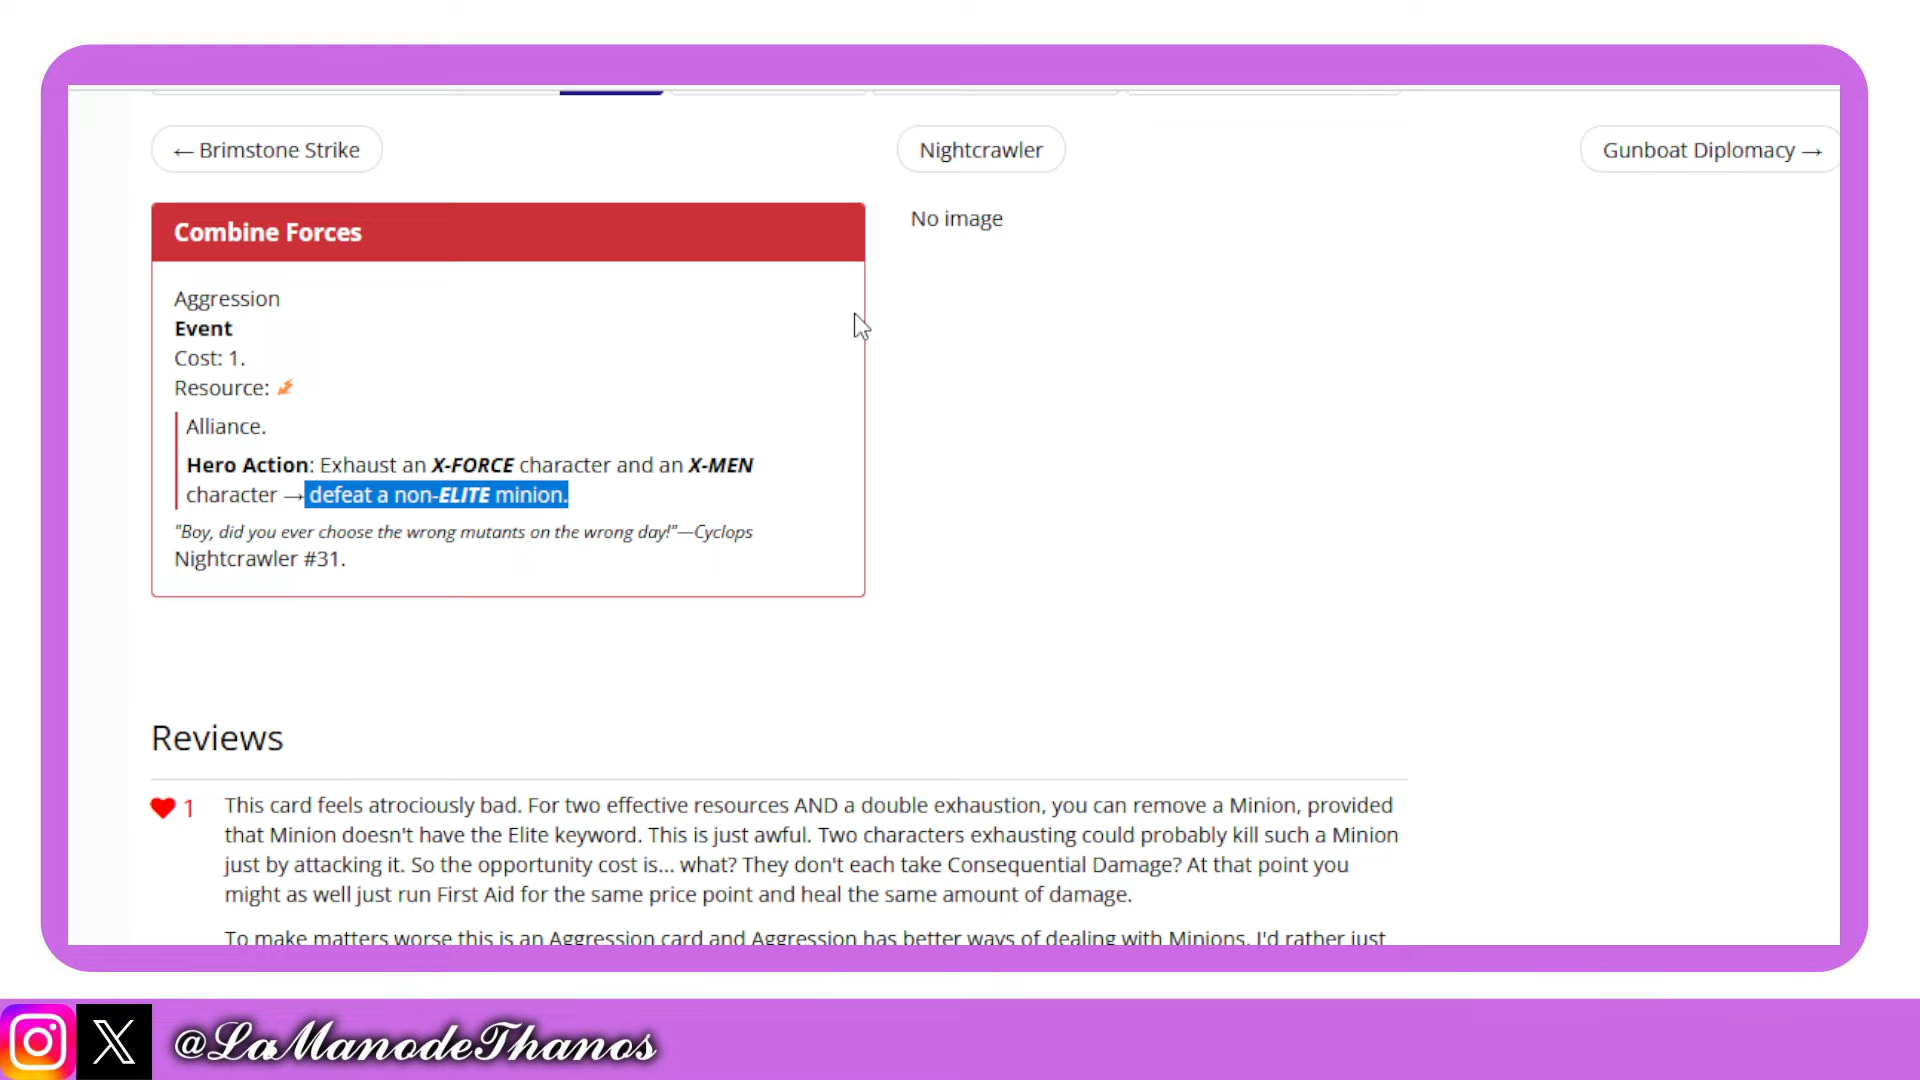 ← Brimstone Strike
Nightcrawler
Gunboat Diplomacy →
Combine Forces
No image
Aggression
Event
Cost: 1.
Resource:
Alliance.
Hero Action: Exhaust an X-FORCE character and an X-MEN
character → defeat a non-ELITE minion.
"Boy, did you ever choose the wrong mutants on the wrong day!"—Cyclops
Nightcrawler #31.
Reviews
1
This card feels atrociously bad. For two effective resources AND a double exhaustion, you can remove a Minion, provided
that Minion doesn't have the Elite keyword. This is just awful. Two characters exhausting could probably kill such a Minion
just by attacking it. So the opportunity cost is... what? They don't each take Consequential Damage? At that point you
might as well just run First Aid for the same price point and heal the same amount of damage.
To make matters worse this is an Aggression card and Aggression has better ways of dealing with Minions. I'd rather just
@LaManodeThanos